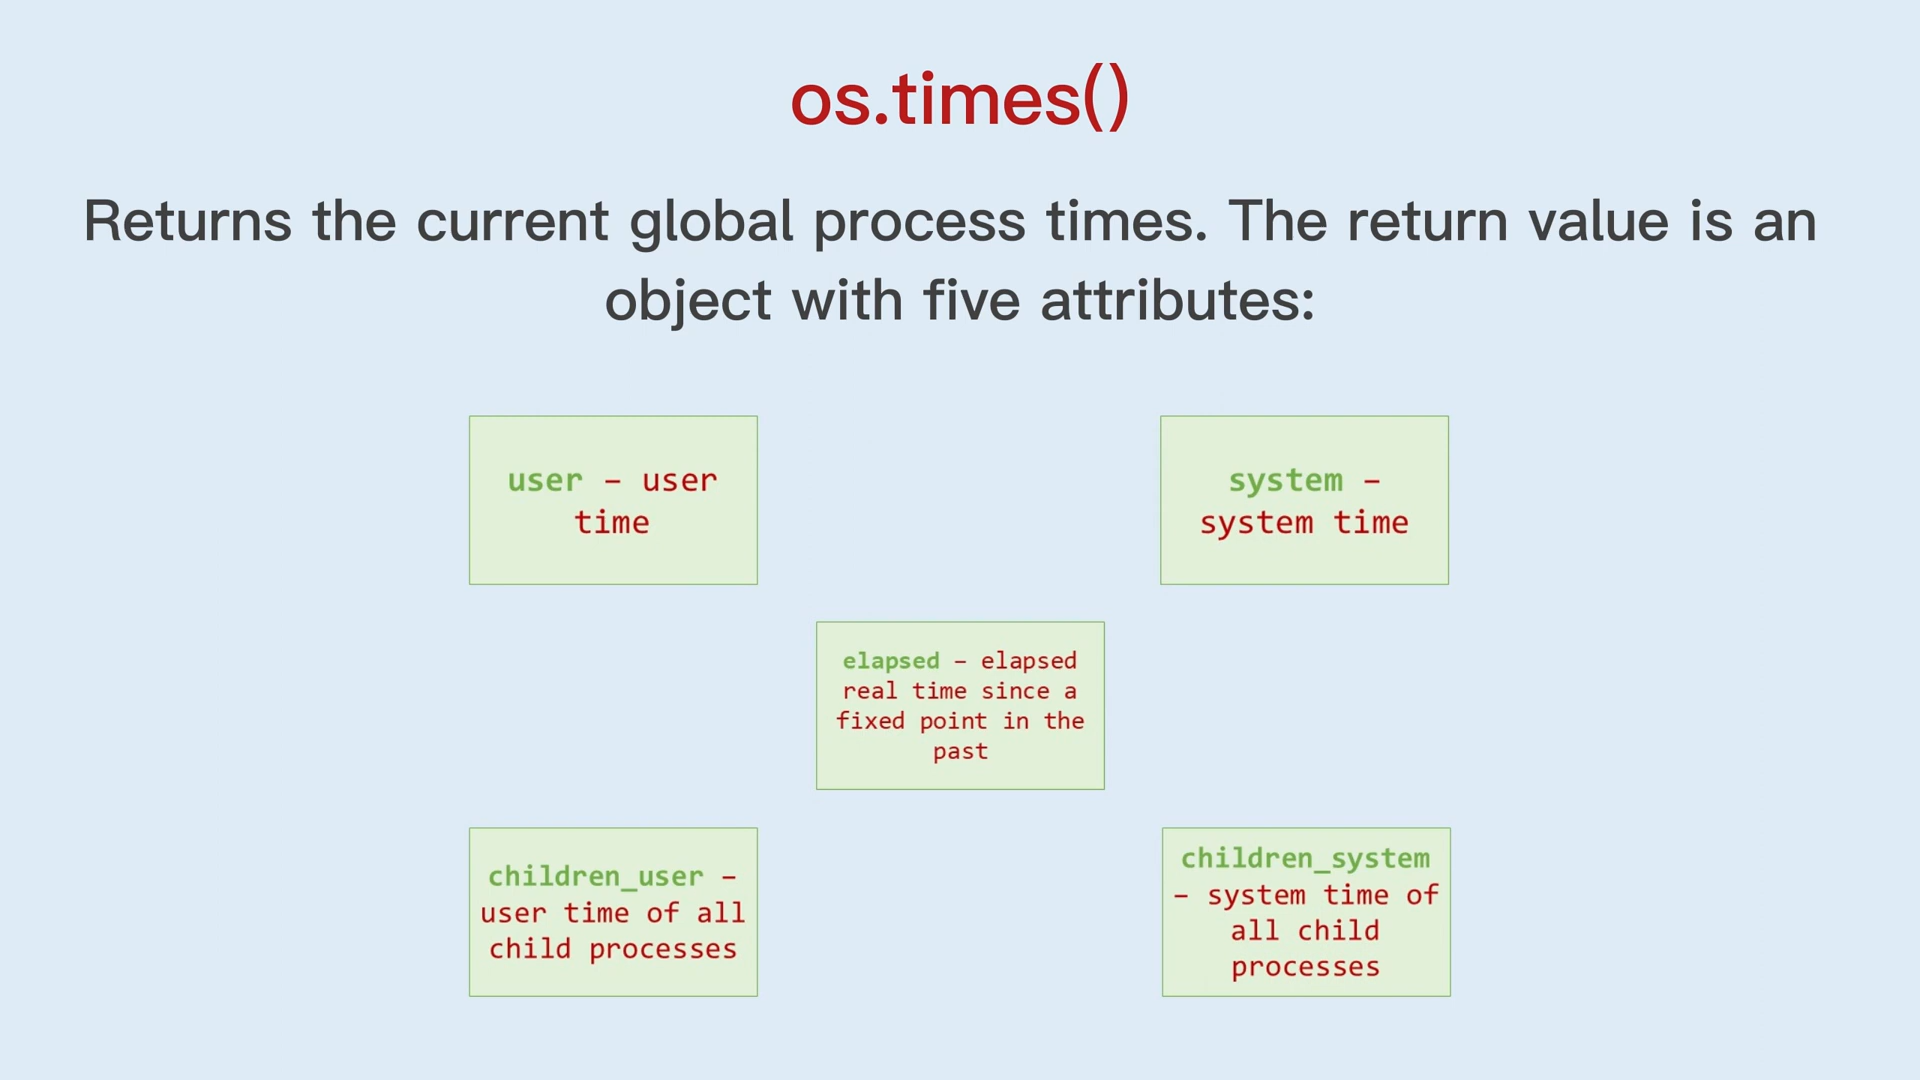 os.times()
Returns the current global process times. The return value is an
object with five attributes:
user – user
time
system –
system time
elapsed – elapsed
real time since a
fixed point in the
past
children_user –
user time of all
child processes
children_system
– system time of
all child
processes